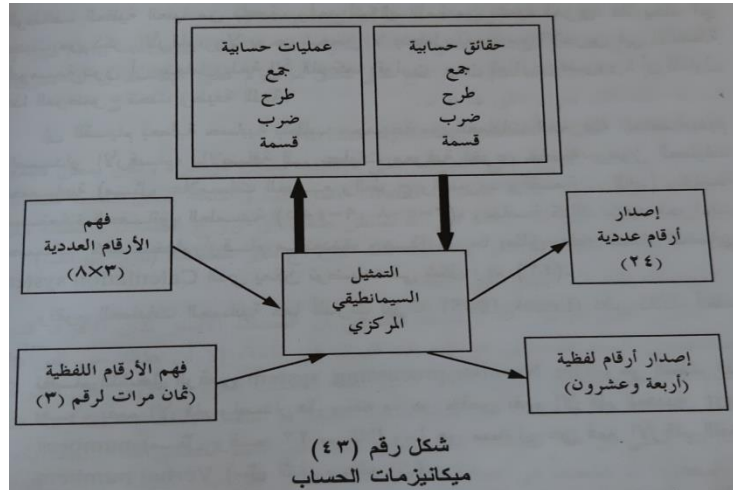 حقائق حسابية
جمع
طرح
ضرب
قسمة
عمليات حسابية
جمع
طرح
ضرب
قسمة
إصدار
أرقام عددية
(٢٤)
فهم
الأرقام العددية
(٣×٨)
التمثيل
السيمانطيقي
المركزي
إصدار أرقام لفظية
(أربعة وعشرون)
فهم الأرقام اللفظية
(ثمان مرات لرقم (٣)
شكل رقم (٤٣)
ميكانيزمات الحساب